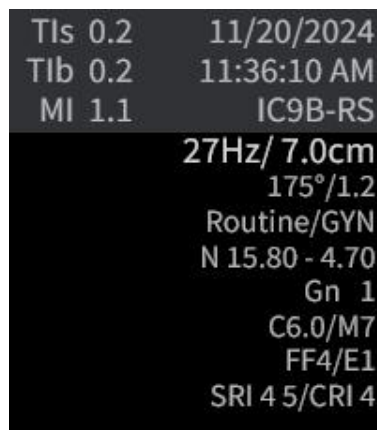 TIs 0.2 11/20/2024
TIb 0.2 11:36:10 AM
MI 1.1 IC9B-RS
27Hz/ 7.0cm
175°/1.2
Routine/GYN
N 15.80 - 4.70
Gn 1
C6.0/M7
FF4/E1
SRI 4 5/CRI 4